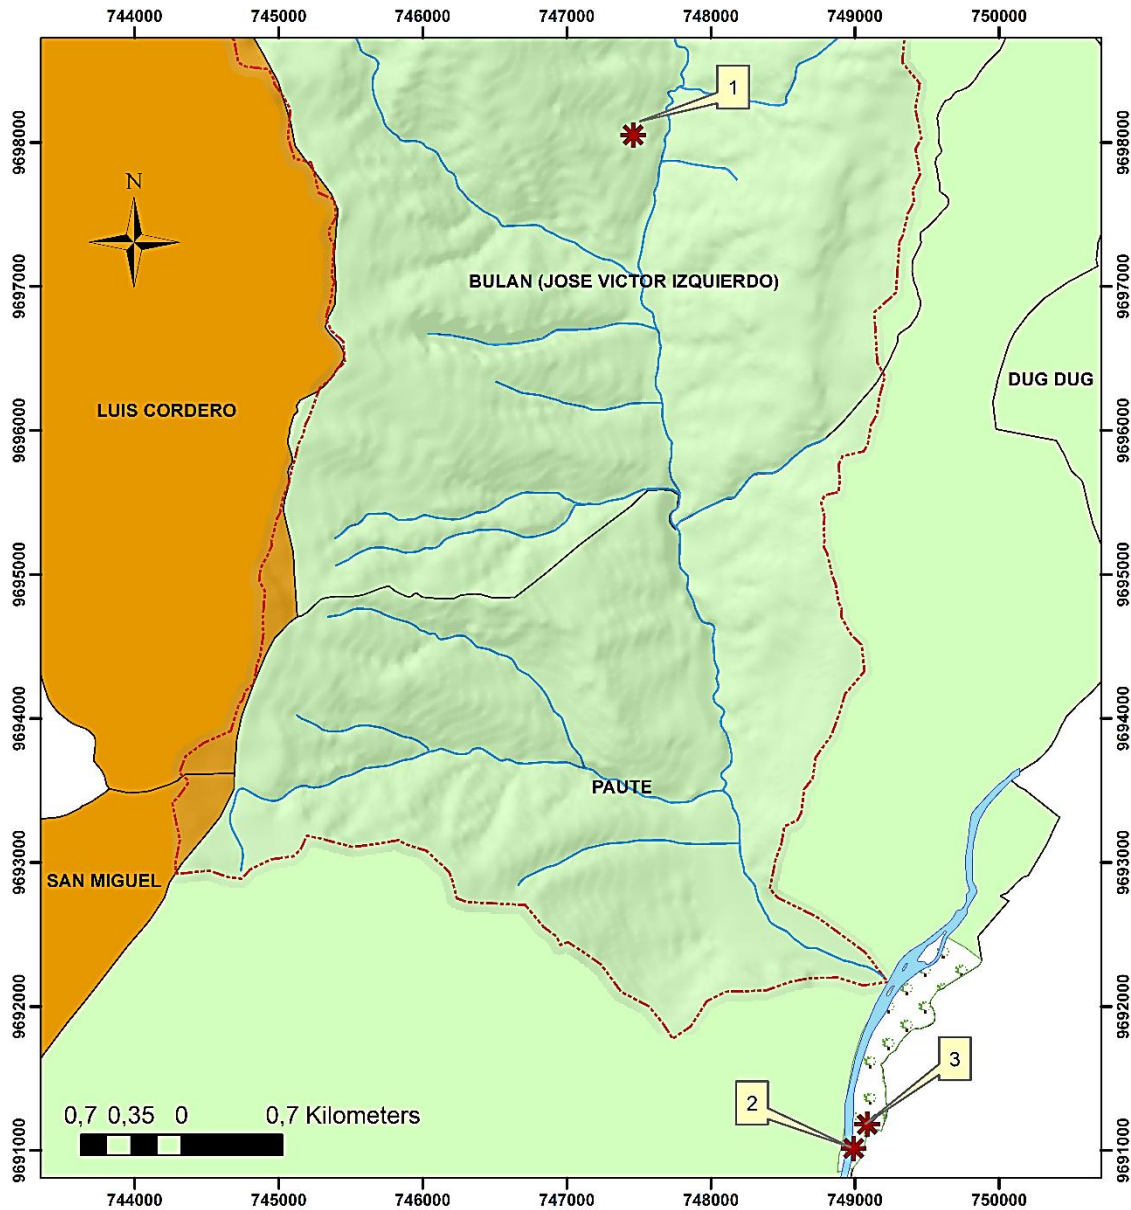 744000 745000 746000 747000 748000 749000 750000
1
9698000 9698000
N
9697000 9697000
BULAN (JOSE VICTOR IZQUIERDO)
DUG DUG
LUIS CORDERO
9696000 9696000
9695000 9695000
9694000 9694000
PAUTE
9693000 9693000
SAN MIGUEL
9692000 9692000
3
2
0,7 0,35 0 0,7 Kilometers
9691000 9691000
744000 745000 746000 747000 748000 749000 750000